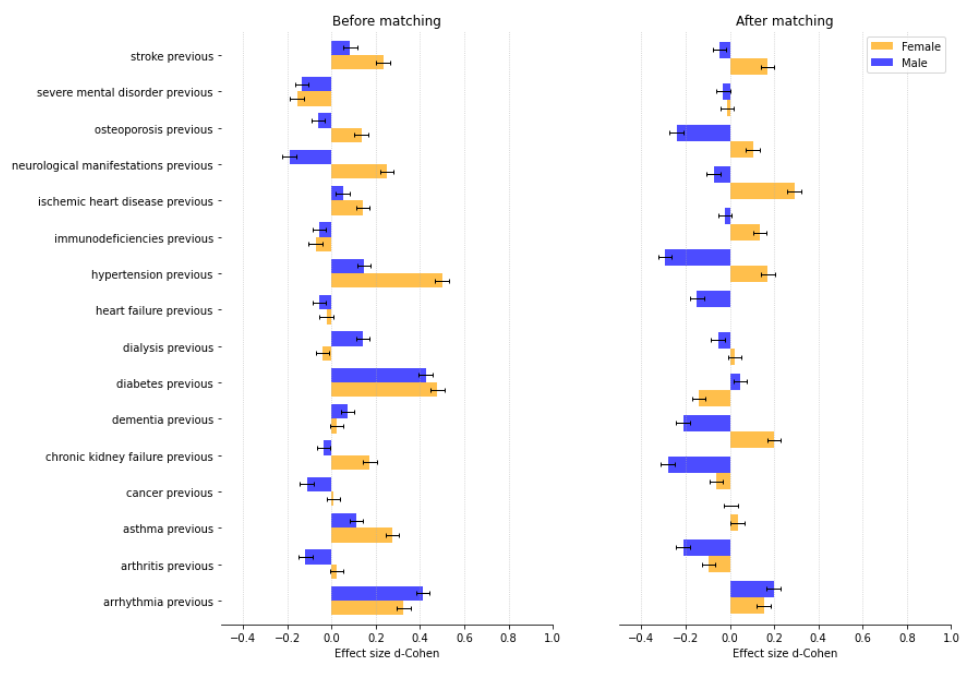 Before matching
After matching
stroke previous
severe mental disorder previous
osteoporosis previous
neurological manifestations previous
ischemic heart disease previous
immunodeficiencies previous
hypertension previous
heart failure previous
dialysis previous
diabetes previous
dementia previous
chronic kidney failure previous
cancer previous
asthma previous
arthritis previous
arrhythmia previous
−0.4 −0.2 0.0 0.2 0.4 0.6 0.8 1.0
Effect size d-Cohen
Female
Male
−0.4 −0.2 0.0 0.2 0.4 0.6 0.8 1.0
Effect size d-Cohen